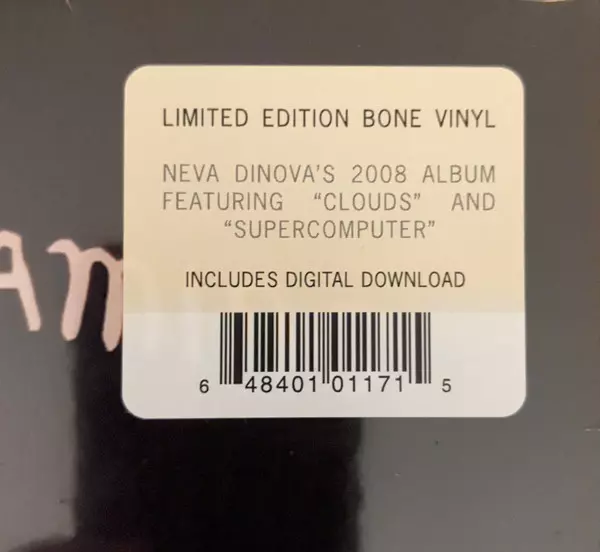 LIMITED EDITION BONE VINYL
NEVA DINOVA'S 2008 ALBUM
FEATURING "CLOUDS" AND
"SUPERCOMPUTER"
INCLUDES DIGITAL DOWNLOAD
6 48401 01171 5